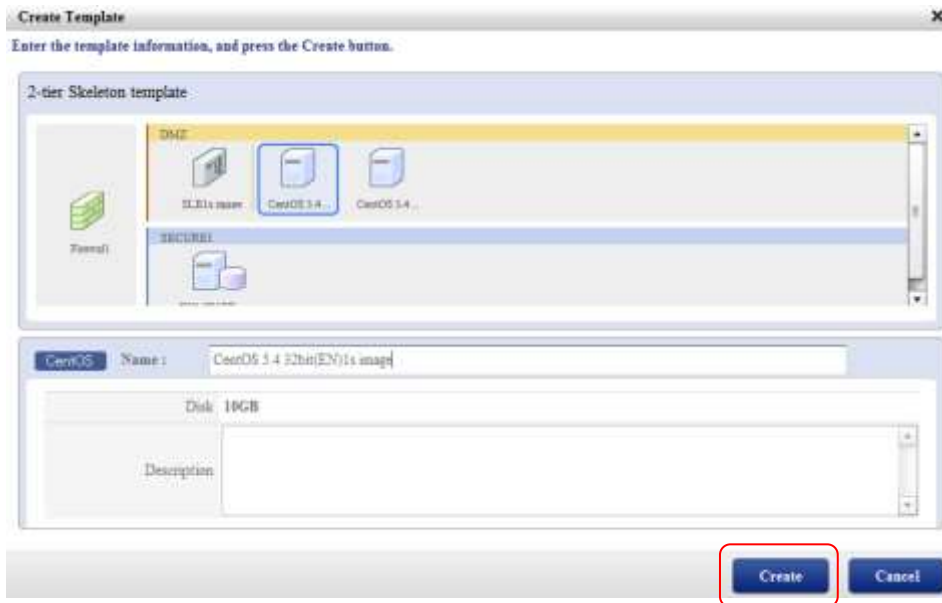 Create Template
Enter the template information, and press the Create button.
2-tier Skeleton template
DMZ
Firewall
SLB1s image
CentOS 5.4 ...
CentOS 5.4 ...
SECURE1
CentOS
Name :
CentOS 5.4 32bit(EN)1s image
Disk
10GB
Description
Create
Cancel